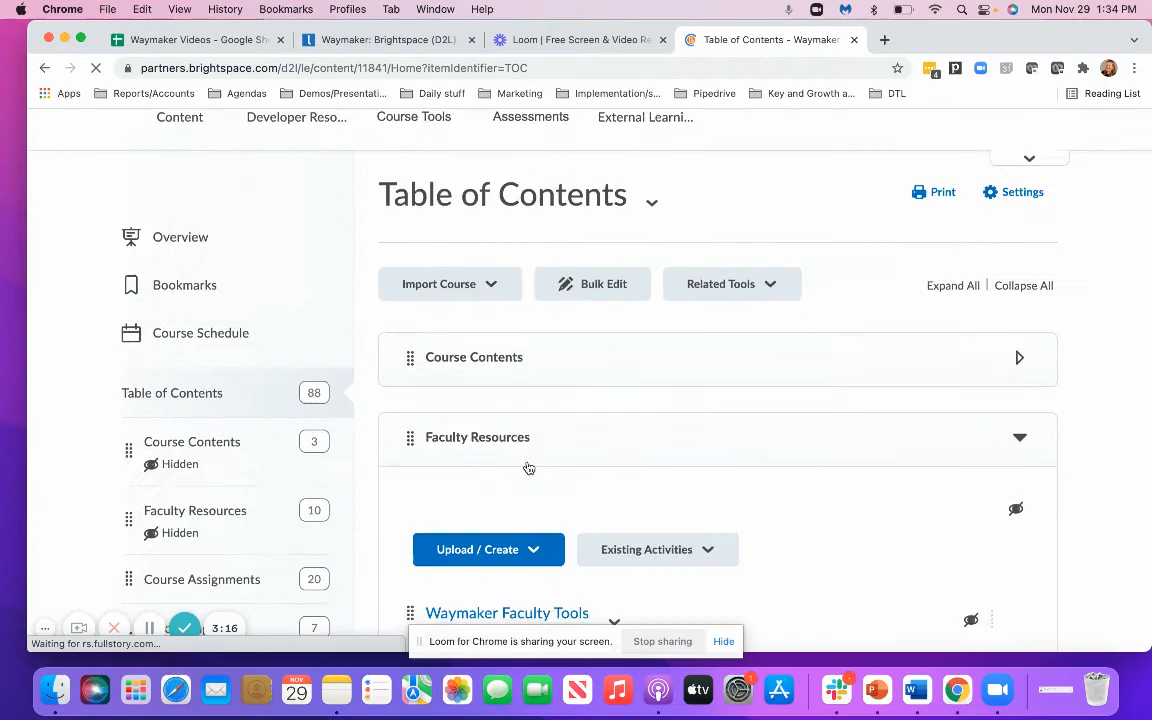 Chrome File Edit View History Bookmarks Profiles Tab Window Help Mon Nov 29 1:34 PM
Waymaker Videos - Google She Waymaker: Brightspace (D2L) Loom | Free Screen & Video Re Table of Contents - Waymaker
partners.brightspace.com/d2l/le/content/11841/Home?itemIdentifier=TOC
Apps Reports/Accounts Agendas Demos/Presentati... Daily stuff Marketing Implementation/s... Pipedrive Key and Growth a... DTL Reading List
Content Developer Reso... Course Tools Assessments External Learni...
Table of Contents
Print Settings
Overview
Bookmarks
Import Course Bulk Edit Related Tools Expand All Collapse All
Course Schedule
Course Contents
Table of Contents 88
Course Contents 3
Hidden
Faculty Resources
Faculty Resources 10
Hidden
Upload / Create Existing Activities
Course Assignments 20
Waymaker Faculty Tools
3:16
7
Loom for Chrome is sharing your screen. Stop sharing Hide
Waiting for rs.fullstory.com...
NOV
29
tv
4
31
1